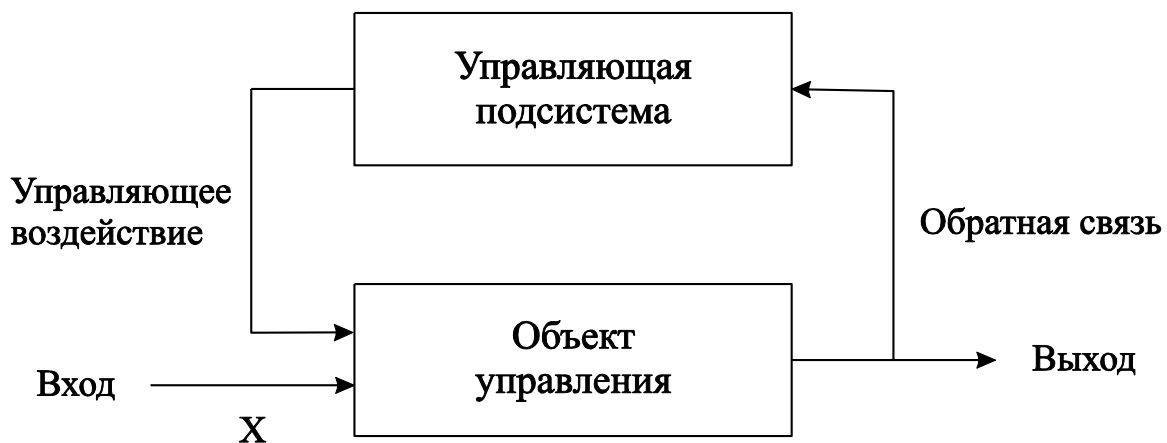 Управляющая
подсистема
Управляющее
воздействие
Обратная связь
Объект
управления
Вход
X
Выход